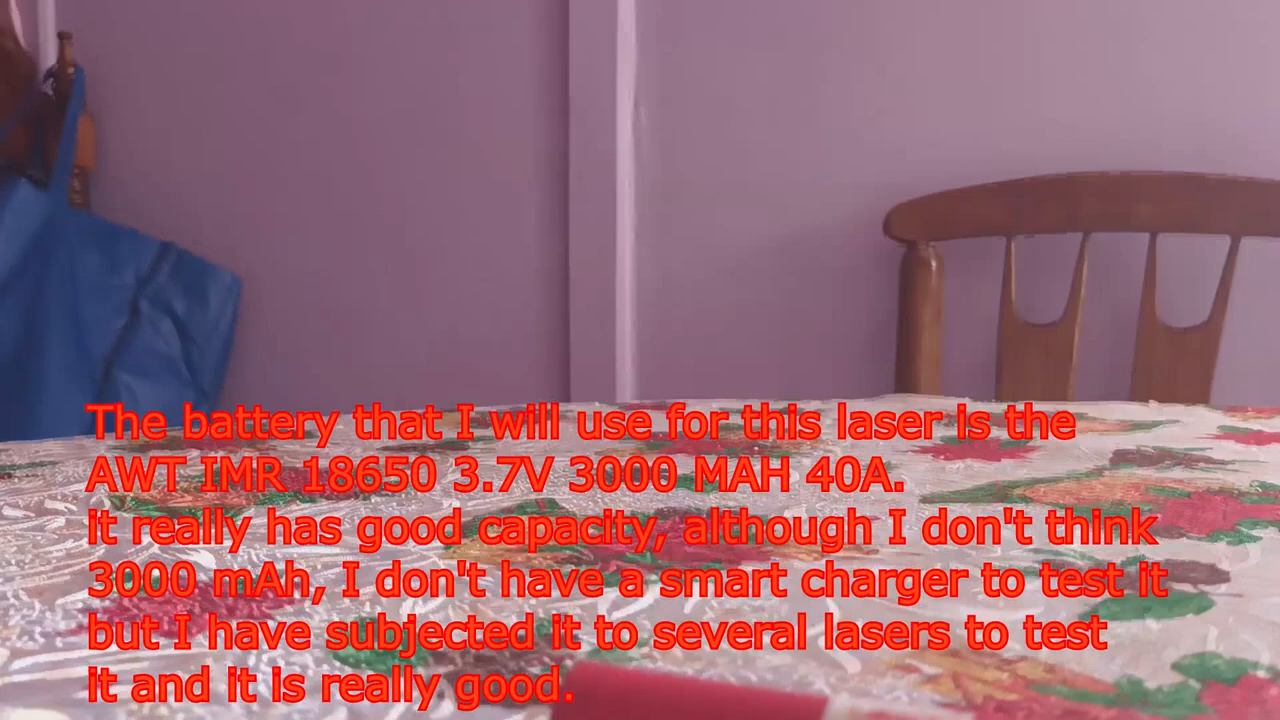 The battery that I will use for this laser is the
AWT IMR 18650 3.7V 3000 MAH 40A.
it really has good capacity, although I don't think
3000 mAh, I don't have a smart charger to test it
but I have subjected it to several lasers to test
it and it is really good.